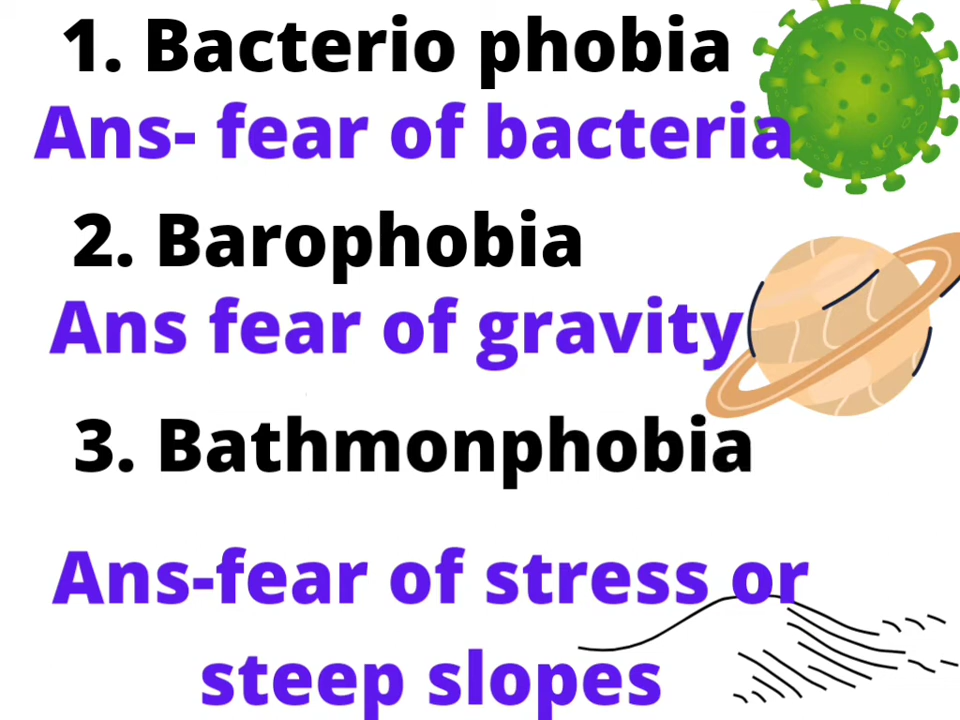 1. Bacterio phobia
Ans- fear of bacteria
2. Barophobia
Ans fear of gravity
3. Bathmonphobia
Ans-fear of stress or
steep slopes